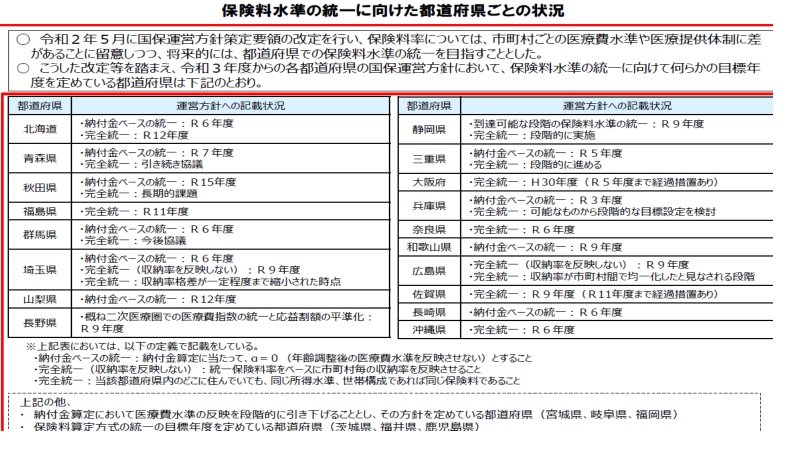 保険料水準の統一に向けた都道府県ごとの状況
○ 令和２年５月に国保運営方針策定要領の改定を行い、保険料率については、市町村ごとの医療費水準や医療提供体制に差
があることに留意しつつ、将来的には、都道府県での保険料水準の統一を目指すこととした。
○ こうした改定等を踏まえ、令和３年度からの各都道府県の国保運営方針において、保険料水準の統一に向けて何らかの目標年
度を定めている都道府県は下記のとおり。
都道府県 運営方針への記載状況
北海道 ・納付金ベースの統一：Ｒ６年度
・完全統一：Ｒ12年度
青森県 ・納付金ベースの統一：Ｒ７年度
・完全統一：引き続き協議
秋田県 ・納付金ベースの統一：Ｒ15年度
・完全統一：長期的課題
福島県 ・完全統一：Ｒ11年度
群馬県 ・納付金ベースの統一：Ｒ６年度
・完全統一：今後協議
埼玉県 ・納付金ベースの統一：Ｒ６年度
・完全統一（収納率を反映しない）：Ｒ９年度
・完全統一：収納率格差が一定程度まで縮小された時点
山梨県 ・納付金ベースの統一：Ｒ12年度
長野県 ・概ね二次医療圏での医療費指数の統一と応益割額の平準化：
Ｒ９年度
都道府県 運営方針への記載状況
静岡県 ・到達可能な段階の保険料水準の統一：Ｒ９年度
・完全統一：段階的に実施
三重県 ・納付金ベースの統一：Ｒ５年度
・完全統一：段階的に進める
大阪府 ・完全統一：Ｈ30年度（Ｒ５年度まで経過措置あり）
兵庫県 ・納付金ベースの統一：Ｒ３年度
・完全統一：可能なものから段階的な目標設定を検討
奈良県 ・完全統一：Ｒ６年度
和歌山県 ・納付金ベースの統一：Ｒ９年度
広島県 ・完全統一（収納率を反映しない）：Ｒ９年度
・完全統一：収納率が市町村間で均一化したと見なされる段階
佐賀県 ・完全統一：Ｒ９年度（Ｒ11年度まで経過措置あり）
長崎県 ・納付金ベースの統一：Ｒ６年度
沖縄県 ・完全統一：Ｒ６年度
※上記表においては、以下の定義で記載をしている。
・納付金ベースの統一：納付金算定に当たって、α＝０（年齢調整後の医療費水準を反映させない）とすること
・完全統一（収納率を反映しない）：統一保険料率をベースに市町村毎の収納率を反映させること
・完全統一：当該都道府県内のどこに住んでいても、同じ所得水準、世帯構成であれば同じ保険料であること
上記の他、
・ 納付金算定において医療費水準の反映を段階的に引き下げることとし、その方針を定めている都道府県（宮城県、岐阜県、福岡県）
・ 保険料算定方式の統一の目標年度を定めている都道府県（茨城県、福井県、鹿児島県）